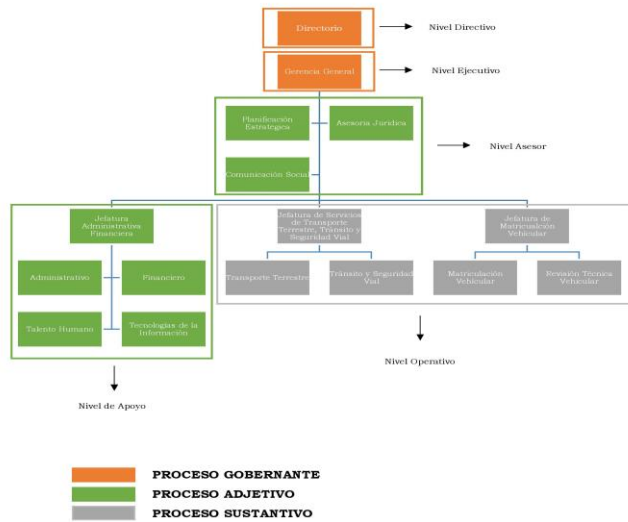 Directorio
Nivel Directivo
Gerencia General
Nivel Ejecutivo
Planificación
Estratégica
Asesoría Jurídica
Comunicación Social
Nivel Asesor
Jefatura
Administrativa
Financiera
Jefatura de Servicios
de Transporte
Terrestre, Tránsito y
Seguridad Vial
Jefatura de
Matriculación
Vehicular
Administrativo
Financiero
Transporte Terrestre
Tránsito y Seguridad
Vial
Matriculación
Vehicular
Revisión Técnica
Vehicular
Talento Humano
Tecnologías de la
Información
Nivel Operativo
Nivel de Apoyo
PROCESO GOBERNANTE
PROCESO ADJETIVO
PROCESO SUSTANTIVO